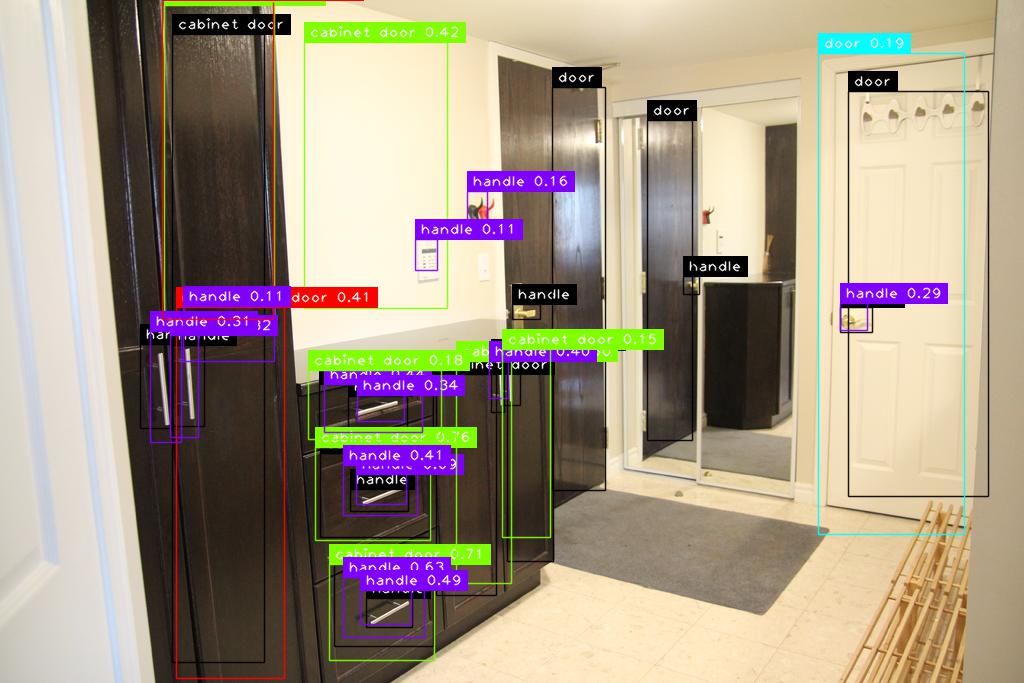 cabinet door
cabinet door 0.42
door 0.19
door
door
door
handle 0.16
handle 0.11
handle
handle
handle 0.29
handle 0.11
door 0.41
handle 0.31
handle
cabinet door 0.15
handle 0.40
cabinet door 0.18
handle 0.34
cabinet door 0.76
handle 0.41
handle
cabinet door 0.71
handle 0.63
handle 0.49